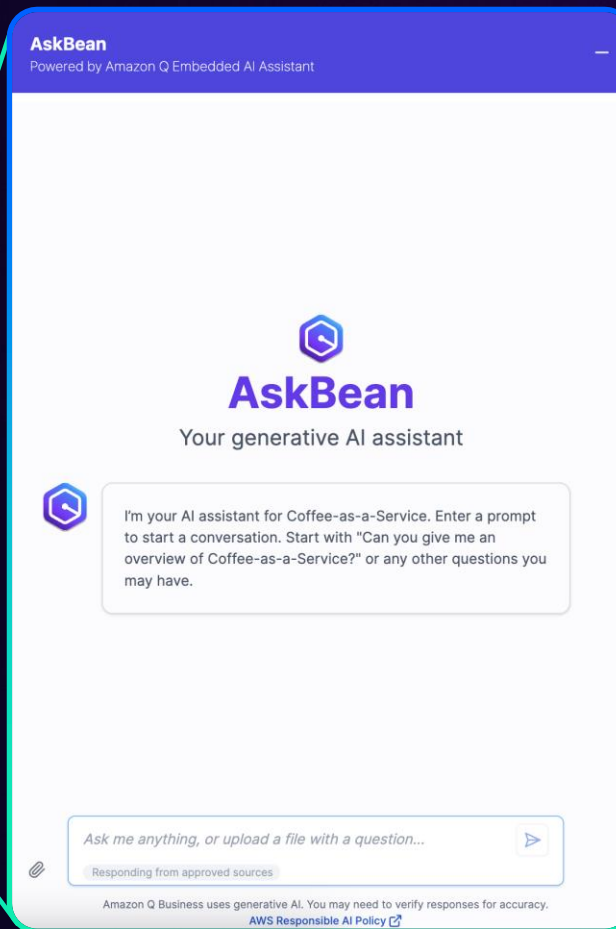 AskBean
Powered by Amazon Q Embedded AI Assistant
AskBean
Your generative AI assistant
I'm your AI assistant for Coffee-as-a-Service. Enter a prompt
to start a conversation. Start with "Can you give me an
overview of Coffee-as-a-Service?" or any other questions you
may have.
Ask me anything, or upload a file with a question...
Responding from approved sources
Amazon Q Business uses generative AI. You may need to verify responses for accuracy.
AWS Responsible AI Policy